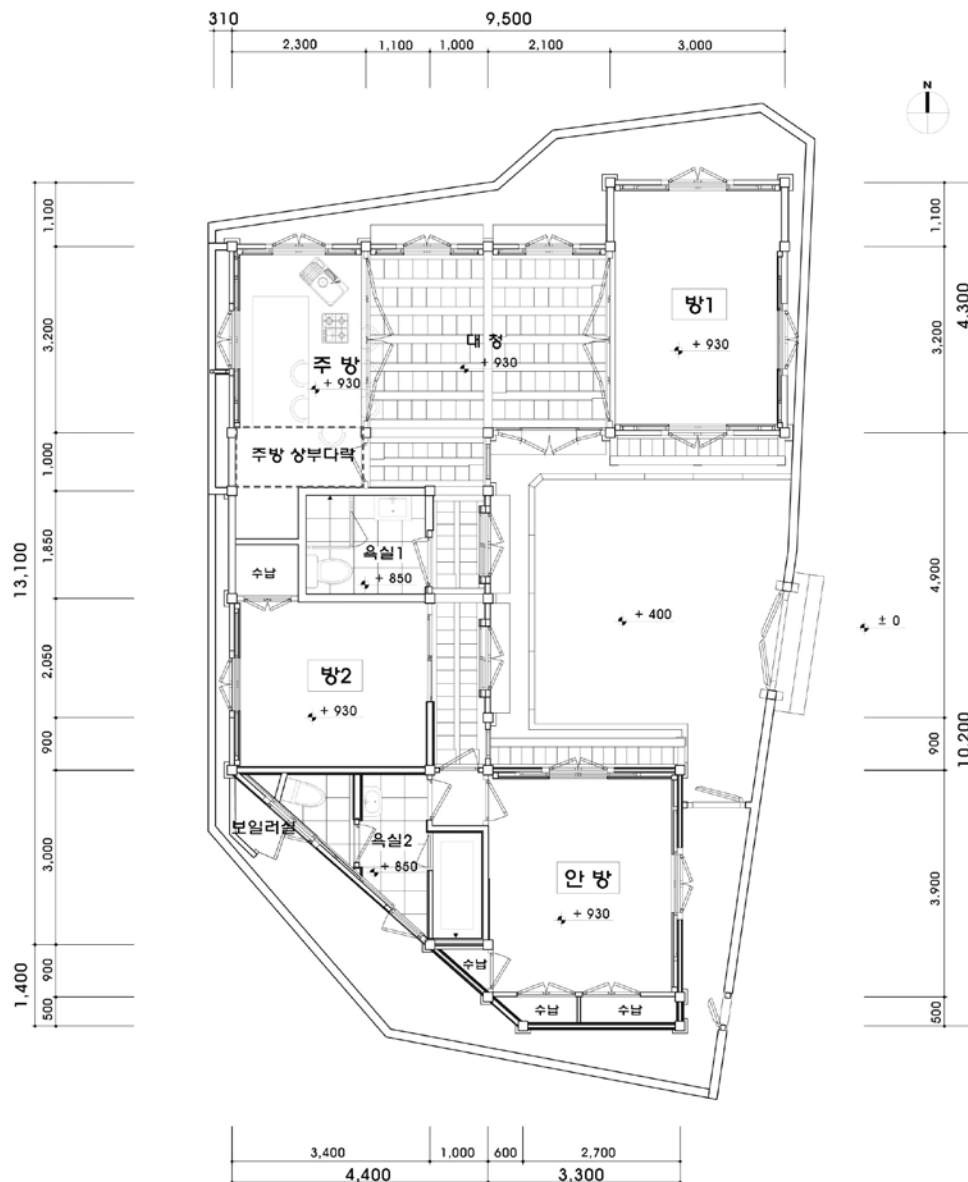 310 9,500
2,300 1,100 1,000 2,100 3,000
N
1,100
3,200
1,000
1,850
2,050
900
3,000
900
500
13,100
1,400
1,100
3,200
4,300
4,900
900
10,200
3,900
500
방1
+ 930
대 청
+ 930
주 방
+ 930
주방 상부다락
욕실1
+ 850
수납
+ 400
± 0
방2
+ 930
보일러실
욕실2
+ 850
안 방
+ 930
수납
수납
수납
3,400 1,000 600 2,700
4,400 3,300